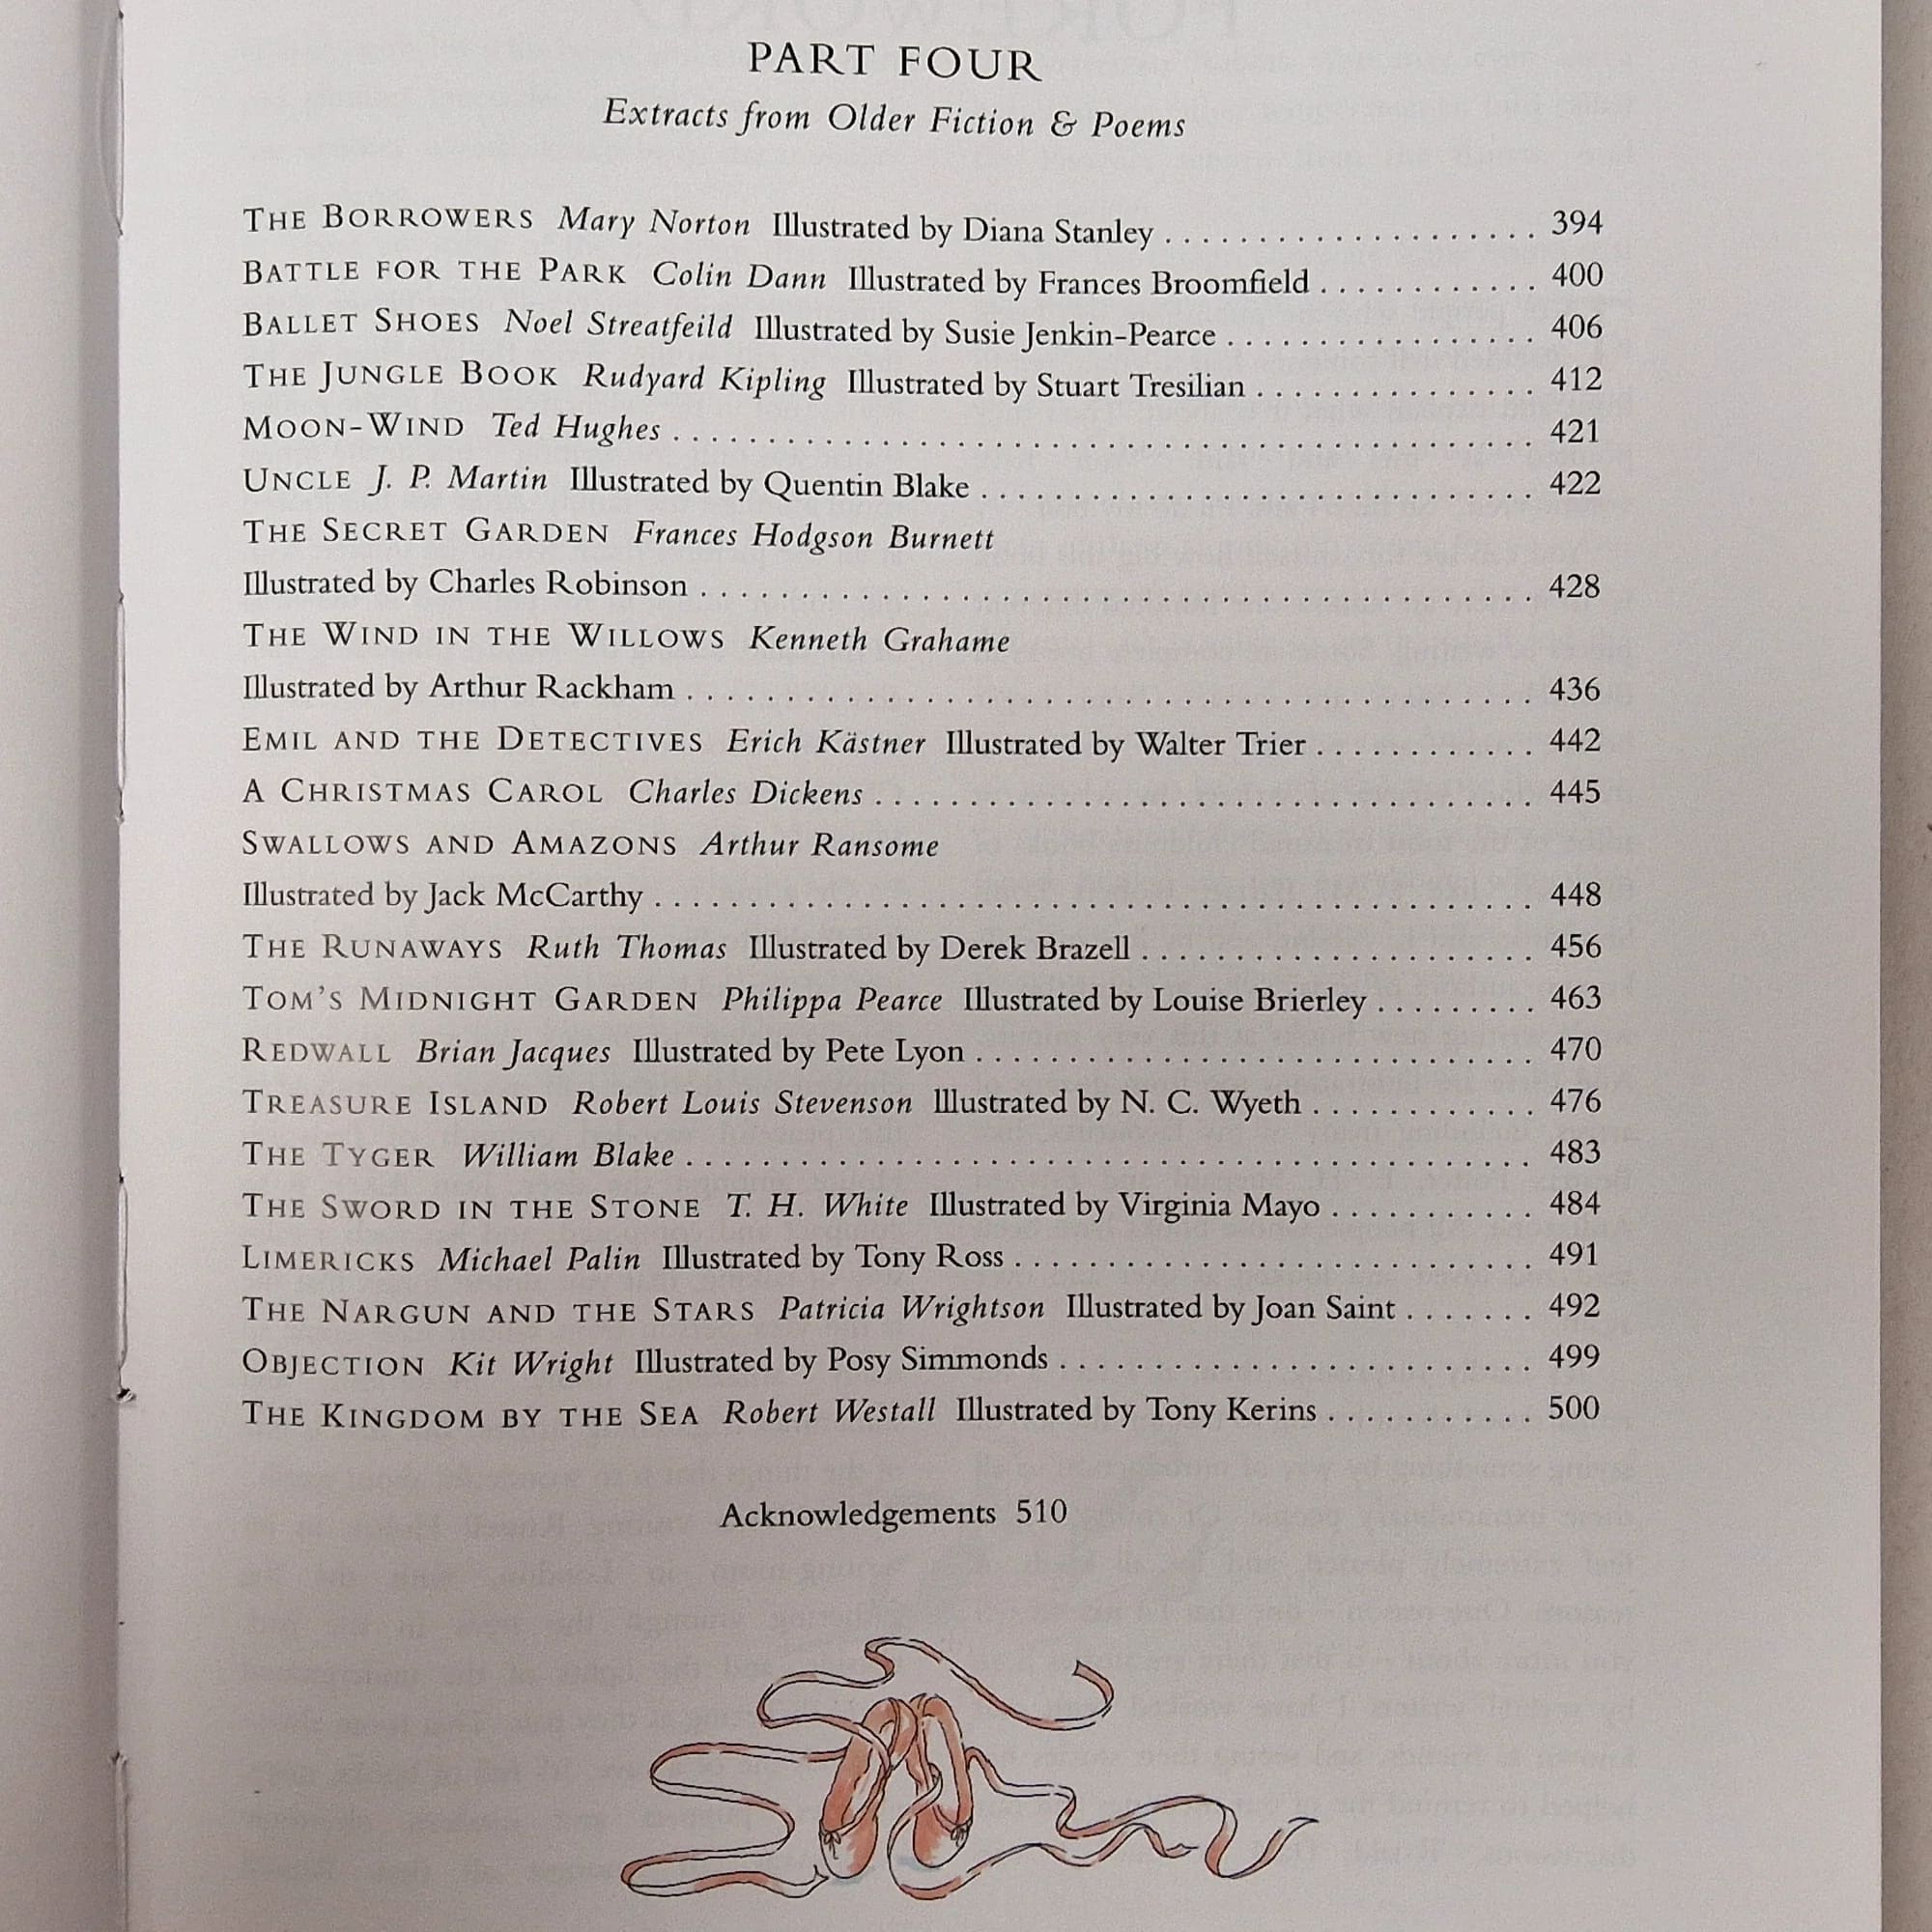 PART FOUR
Extracts from Older Fiction & Poems
THE BORROWERS Mary Norton Illustrated by Diana Stanley . . . . . . . . . . . . . . . . . . . . 394
BATTLE FOR THE PARK Colin Dann Illustrated by Frances Broomfield . . . . . . . . . . . . 400
BALLET SHOES Noel Streatfeild Illustrated by Susie Jenkin-Pearce . . . . . . . . . . . . . . . . . 406
THE JUNGLE BOOK Rudyard Kipling Illustrated by Stuart Tresilian . . . . . . . . . . . . . . . 412
MOON-WIND Ted Hughes . . . . . . . . . . . . . . . . . . . . . . . . . . . . . . . . . . . . . . . . . . . . . . 421
UNCLE J. P. Martin Illustrated by Quentin Blake . . . . . . . . . . . . . . . . . . . . . . . . . . . . . . 422
THE SECRET GARDEN Frances Hodgson Burnett
Illustrated by Charles Robinson . . . . . . . . . . . . . . . . . . . . . . . . . . . . . . . . . . . . . . . . . . . . . 428
THE WIND IN THE WILLOWS Kenneth Grahame
Illustrated by Arthur Rackham . . . . . . . . . . . . . . . . . . . . . . . . . . . . . . . . . . . . . . . . . . . . . 436
EMIL AND THE DETECTIVES Erich Kästner Illustrated by Walter Trier . . . . . . . . . . . . 442
A CHRISTMAS CAROL Charles Dickens . . . . . . . . . . . . . . . . . . . . . . . . . . . . . . . . . . . 445
SWALLOWS AND AMAZONS Arthur Ransome
Illustrated by Jack McCarthy . . . . . . . . . . . . . . . . . . . . . . . . . . . . . . . . . . . . . . . . . . . . . . . 448
THE RUNAWAYS Ruth Thomas Illustrated by Derek Brazell . . . . . . . . . . . . . . . . . . . . . 456
TOM'S MIDNIGHT GARDEN Philippa Pearce Illustrated by Louise Brierley . . . . . . . . . 463
REDWALL Brian Jacques Illustrated by Pete Lyon . . . . . . . . . . . . . . . . . . . . . . . . . . . . . . 470
TREASURE ISLAND Robert Louis Stevenson Illustrated by N. C. Wyeth . . . . . . . . . . . . 476
THE TYGER William Blake . . . . . . . . . . . . . . . . . . . . . . . . . . . . . . . . . . . . . . . . . . . . . 483
THE SWORD IN THE STONE T. H. White Illustrated by Virginia Mayo . . . . . . . . . . . 484
LIMERICKS Michael Palin Illustrated by Tony Ross . . . . . . . . . . . . . . . . . . . . . . . . . . . . 491
THE NARGUN AND THE STARS Patricia Wrightson Illustrated by Joan Saint . . . . . . . 492
OBJECTION Kit Wright Illustrated by Posy Simmonds . . . . . . . . . . . . . . . . . . . . . . . . . 499
THE KINGDOM BY THE SEA Robert Westall Illustrated by Tony Kerins . . . . . . . . . . . 500
Acknowledgements 510